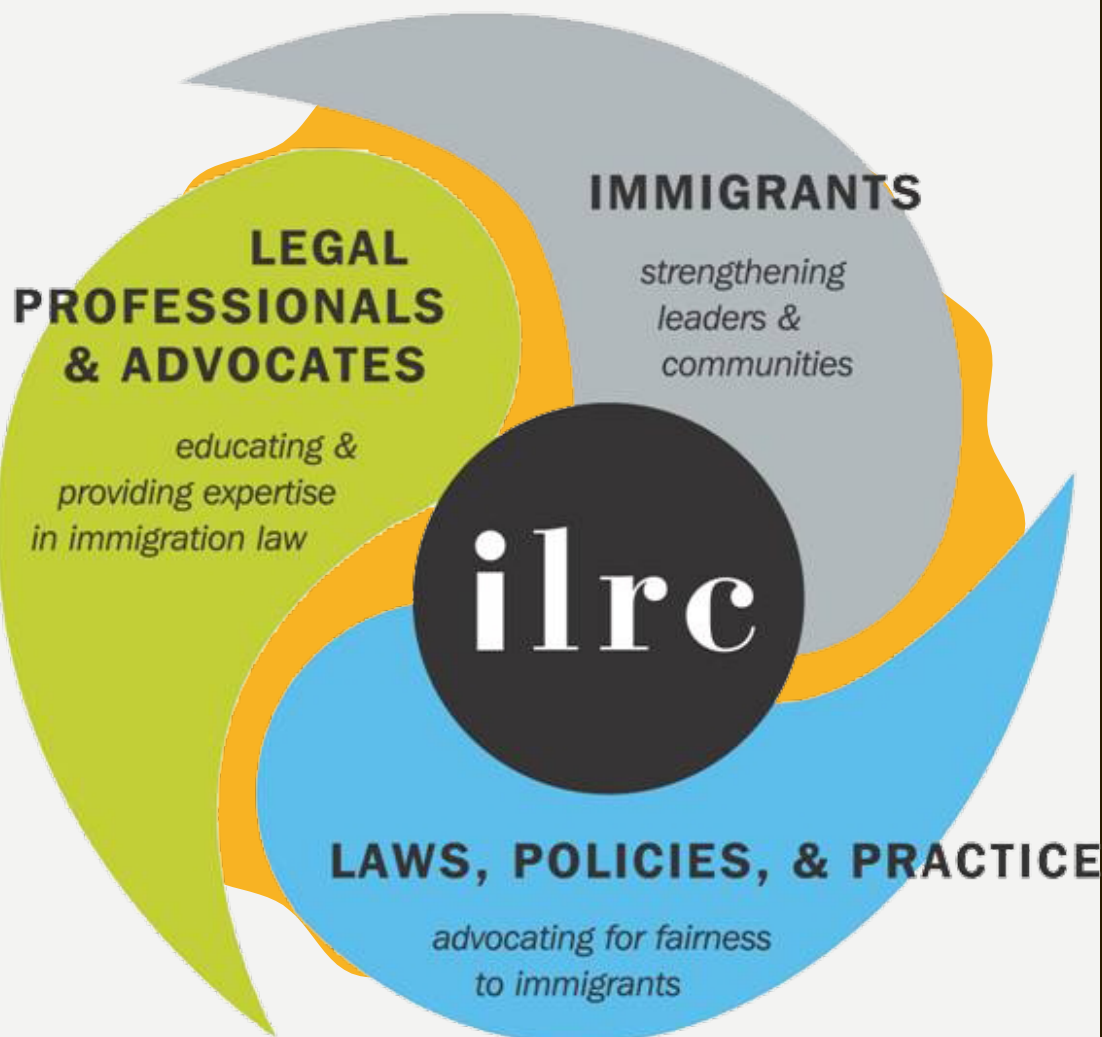 IMMIGRANTS
strengthening
leaders &
communities
LEGAL
PROFESSIONALS
& ADVOCATES
educating &
providing expertise
in immigration law
ilrc
LAWS, POLICIES, & PRACTICE
advocating for fairness
to immigrants